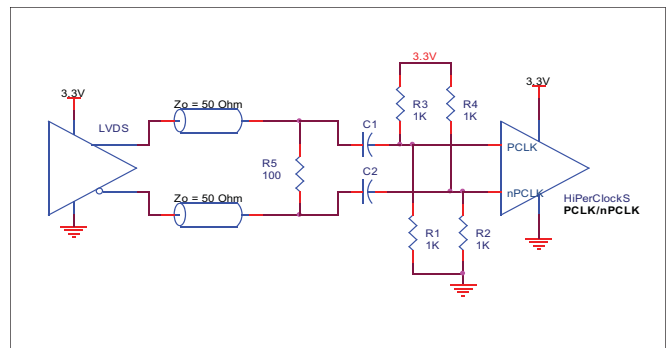 3.3V
3.3V
3.3V
Zo = 50 Ohm
LVDS
C1
R3
1K
R4
1K
PCLK
R5
100
C2
Zo = 50 Ohm
nPCLK
HiPerClockS
PCLK/nPCLK
R1
1K
R2
1K